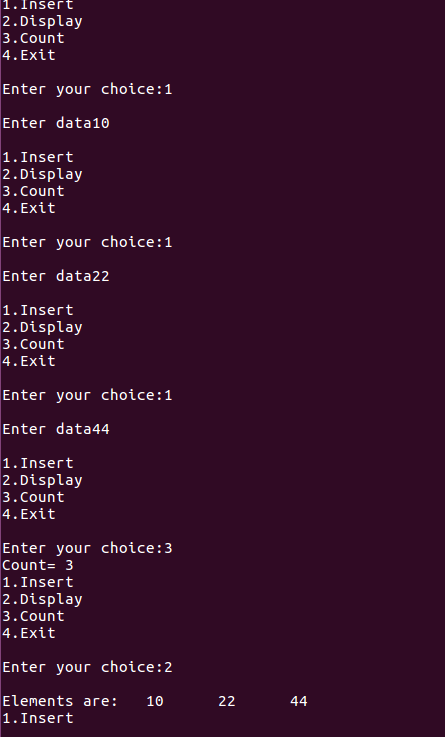 1.Insert
2.Display
3.Count
4.Exit
Enter your choice:1
Enter data10
1.Insert
2.Display
3.Count
4.Exit
Enter your choice:1
Enter data22
1.Insert
2.Display
3.Count
4.Exit
Enter your choice:1
Enter data44
1.Insert
2.Display
3.Count
4.Exit
Enter your choice:3
Count= 3
1.Insert
2.Display
3.Count
4.Exit
Enter your choice:2
Elements are:   10      22      44
1.Insert